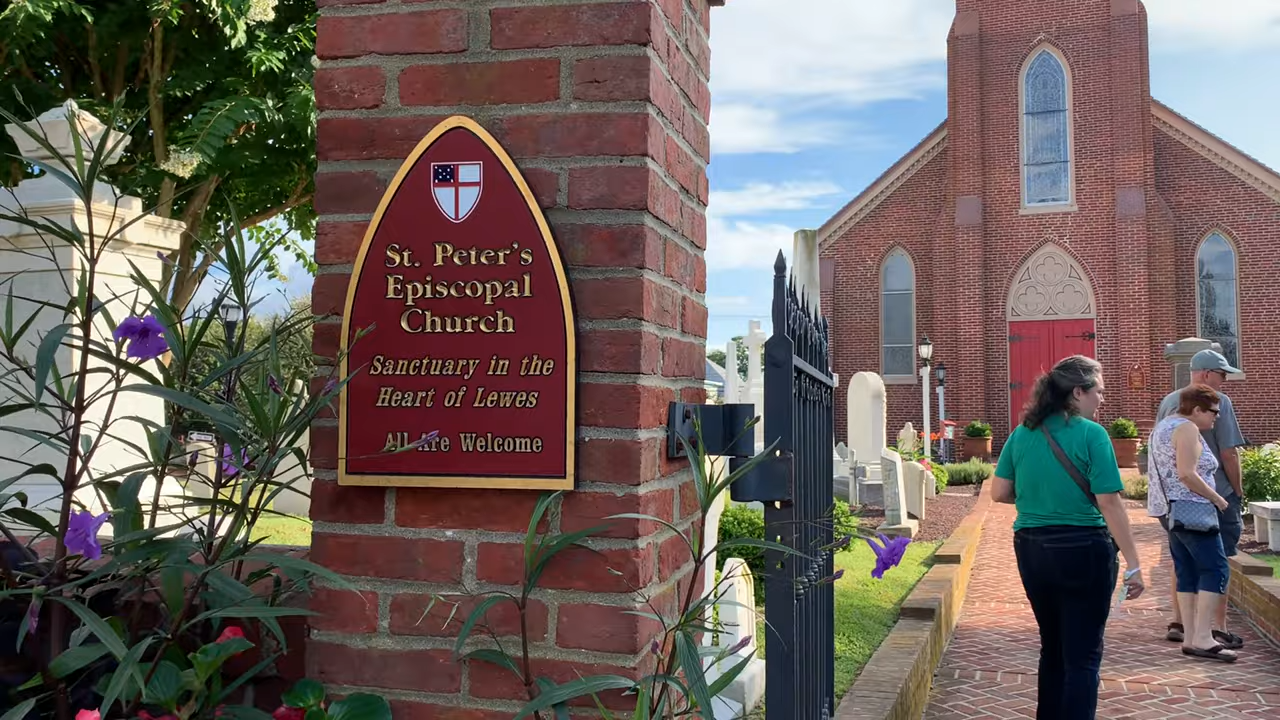 St. Peter's
Episcopal
Church
Sanctuary in the
Heart of Lewes
All Are Welcome